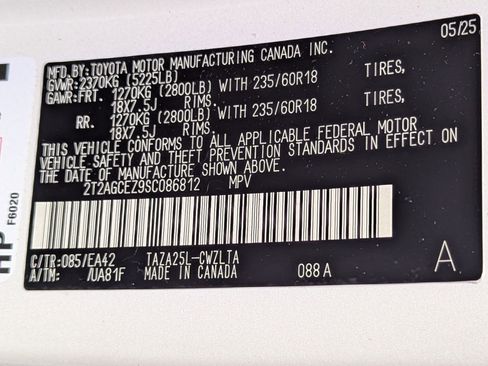 05/25
MFD.BY:TOYOTA MOTOR MANUFACTURING CANADA INC.
GVWR:2370KG (5225LB)
GAWR:FRT. 1270KG (2800LB) WITH 235/60R18 TIRES,
18X7.5J RIMS.
RR. 1270KG (2800LB) WITH 235/60R18 TIRES,
18X7.5J RIMS.
THIS VEHICLE CONFORMS TO ALL APPLICABLE FEDERAL MOTOR
VEHICLE SAFETY AND THEFT PREVENTION STANDARDS IN EFFECT ON
THE DATE OF MANUFACTURE SHOWN ABOVE.
2T2AGCEZ9SC086812 MPV
C/TR:085/EA42 TAZA25L-CWZLTA
A/TM: /UA81F MADE IN CANADA 088A A
F6020